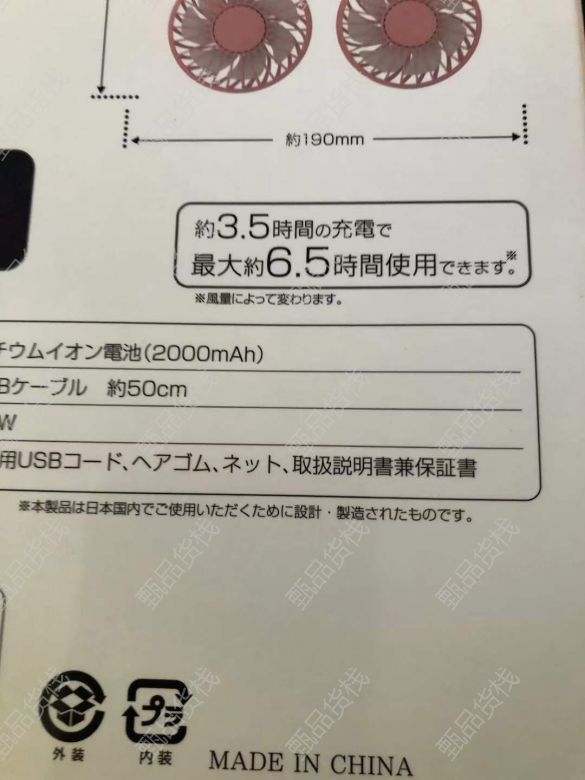 約190mm
約3.5時間の充電で
最大約6.5時間使用できます。※
※風量によって変わります。
チウムイオン電池(2000mAh)
Bケーブル 約50cm
W
用USBコード、ヘアゴム、ネット、取扱説明書兼保証書
※本製品は日本国内でご使用いただくために設計・製造されたものです。
プラ
外装 内装 MADE IN CHINA
甄品货栈